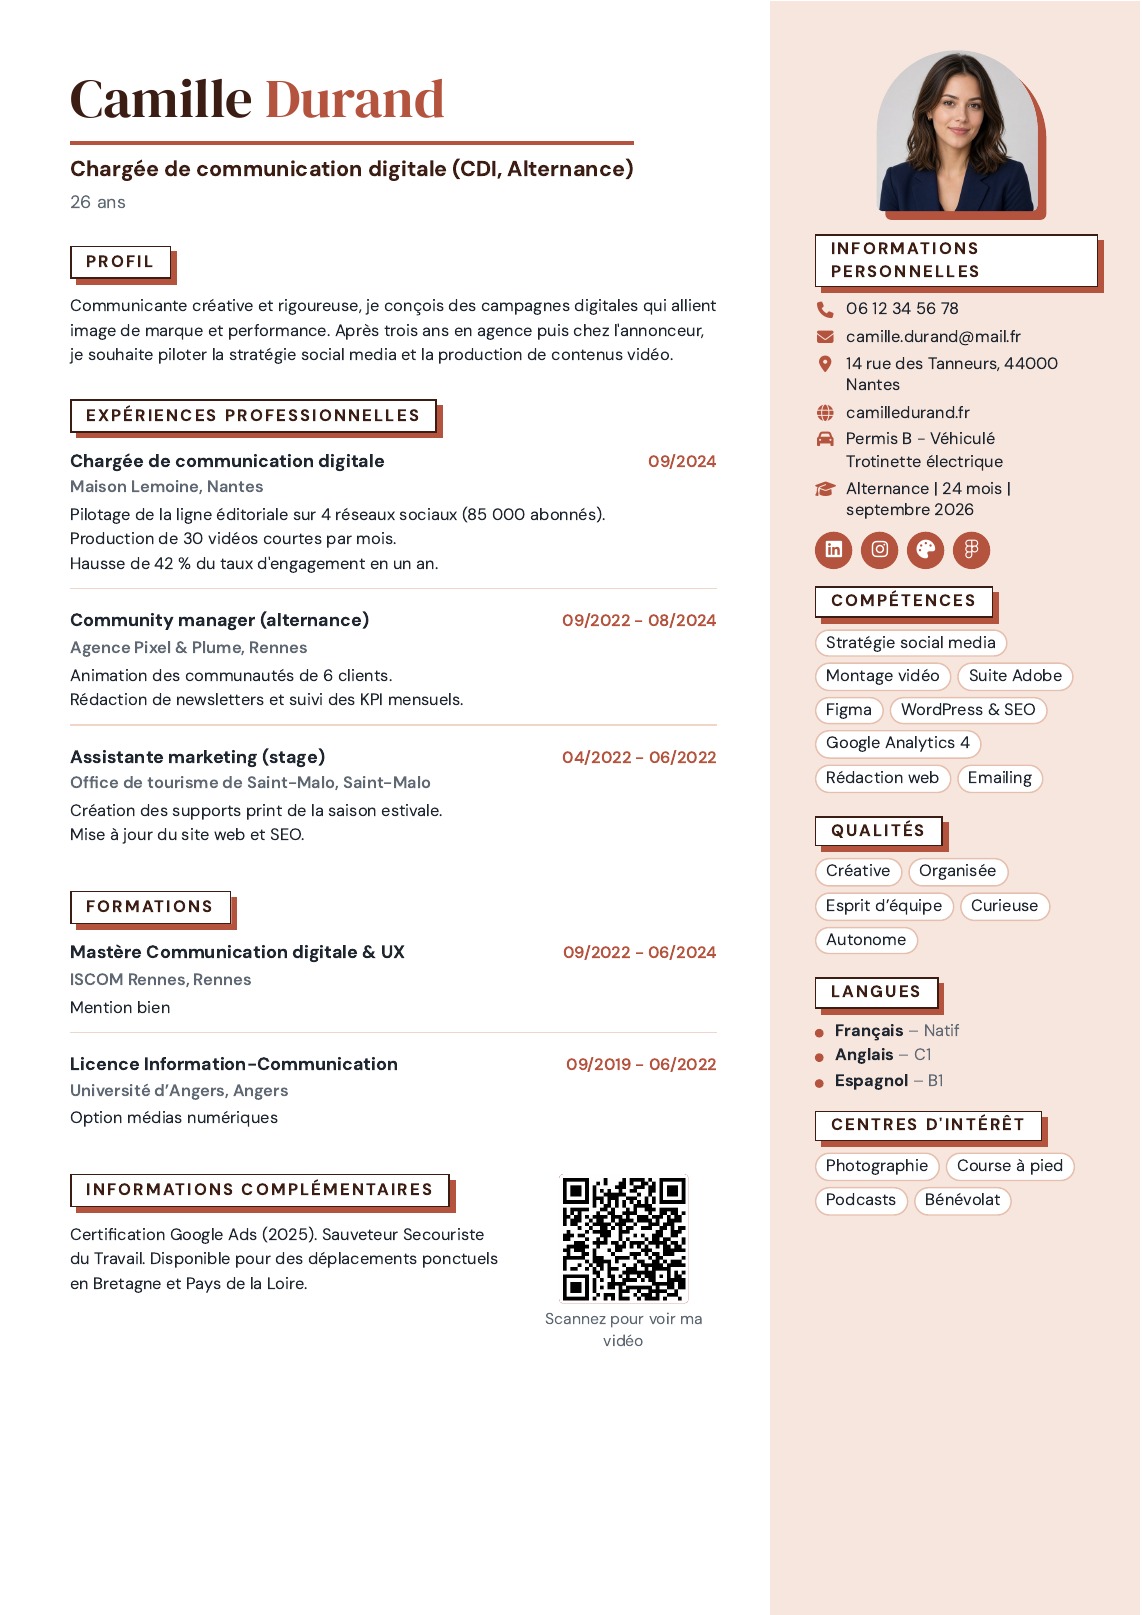 Camille Durand
Chargée de communication digitale (CDI, Alternance)
26 ans
PROFIL
Communicante créative et rigoureuse, je conçois des campagnes digitales qui allient
image de marque et performance. Après trois ans en agence puis chez l'annonceur,
je souhaite piloter la stratégie social media et la production de contenus vidéo.
EXPÉRIENCES PROFESSIONNELLES
Chargée de communication digitale 09/2024
Maison Lemoine, Nantes
Pilotage de la ligne éditoriale sur 4 réseaux sociaux (85 000 abonnés).
Production de 30 vidéos courtes par mois.
Hausse de 42 % du taux d'engagement en un an.
Community manager (alternance) 09/2022 - 08/2024
Agence Pixel & Plume, Rennes
Animation des communautés de 6 clients.
Rédaction de newsletters et suivi des KPI mensuels.
Assistante marketing (stage) 04/2022 - 06/2022
Office de tourisme de Saint-Malo, Saint-Malo
Création des supports print de la saison estivale.
Mise à jour du site web et SEO.
FORMATIONS
Mastère Communication digitale & UX 09/2022 - 06/2024
ISCOM Rennes, Rennes
Mention bien
Licence Information-Communication 09/2019 - 06/2022
Université d’Angers, Angers
Option médias numériques
INFORMATIONS COMPLÉMENTAIRES
Certification Google Ads (2025). Sauveteur Secouriste
du Travail. Disponible pour des déplacements ponctuels
en Bretagne et Pays de la Loire.
Scannez pour voir ma
vidéo
INFORMATIONS
PERSONNELLES
06 12 34 56 78
camille.durand@mail.fr
14 rue des Tanneurs, 44000
Nantes
camilledurand.fr
Permis B - Véhiculé
Trotinette électrique
Alternance | 24 mois |
septembre 2026
COMPÉTENCES
Stratégie social media
Montage vidéo Suite Adobe
Figma WordPress & SEO
Google Analytics 4
Rédaction web Emailing
QUALITÉS
Créative Organisée
Esprit d’équipe Curieuse
Autonome
LANGUES
Français – Natif
Anglais – C1
Espagnol – B1
CENTRES D'INTÉRÊT
Photographie Course à pied
Podcasts Bénévolat